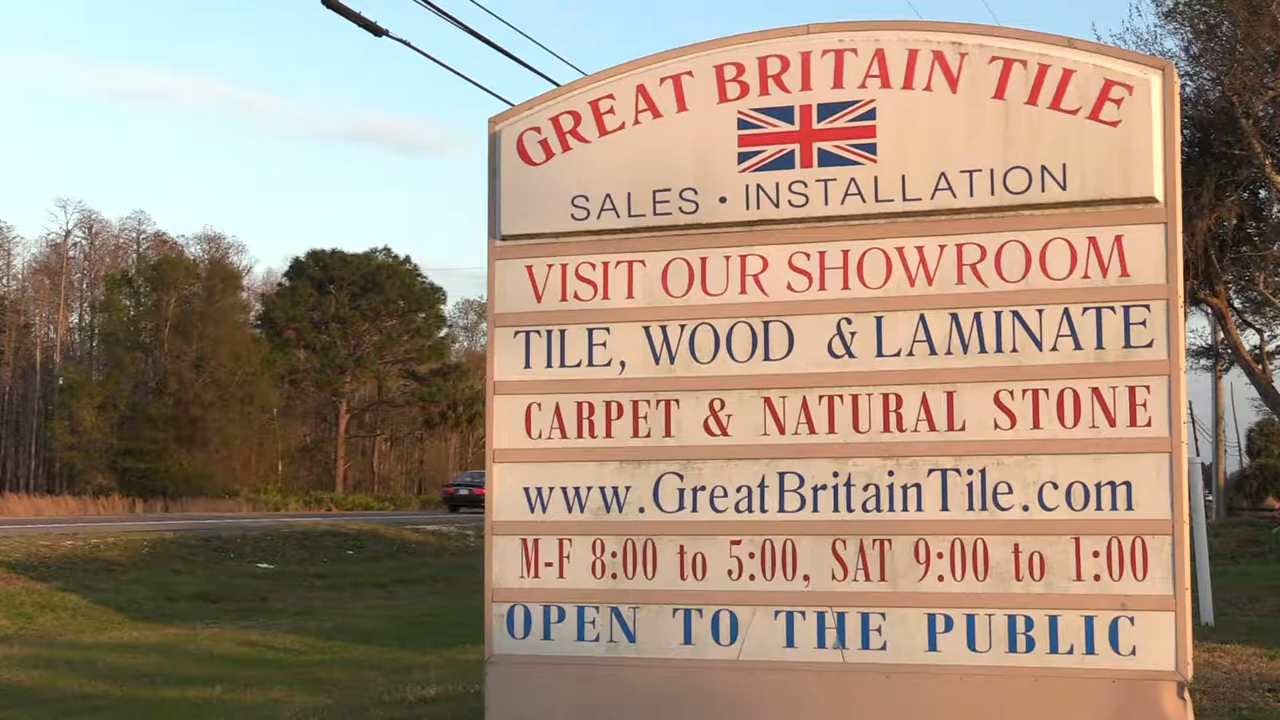 GREAT BRITAIN TILE
SALES • INSTALLATION
VISIT OUR SHOWROOM
TILE, WOOD & LAMINATE
CARPET & NATURAL STONE
www.GreatBritainTile.com
M-F 8:00 to 5:00, SAT 9:00 to 1:00
OPEN TO THE PUBLIC